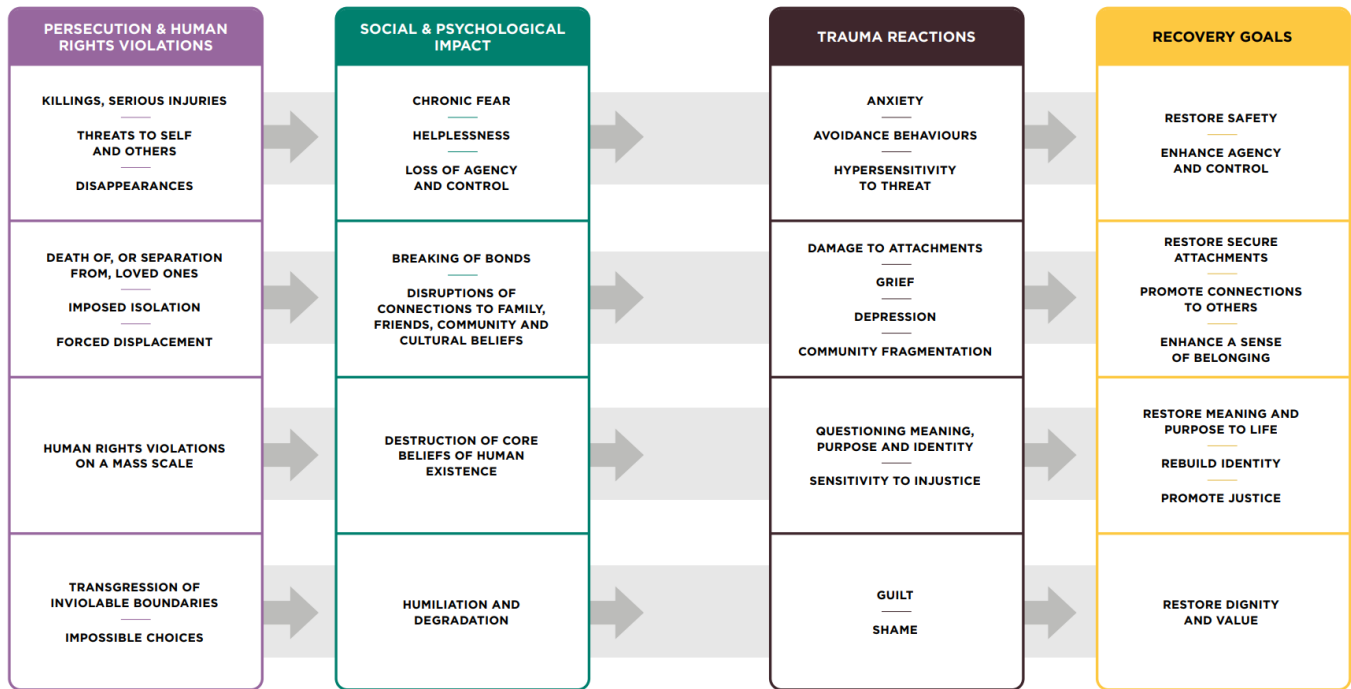 PERSECUTION & HUMAN
RIGHTS VIOLATIONS
SOCIAL & PSYCHOLOGICAL
IMPACT
TRAUMA REACTIONS
RECOVERY GOALS
KILLINGS, SERIOUS INJURIES
THREATS TO SELF
AND OTHERS
DISAPPEARANCES
CHRONIC FEAR
HELPLESSNESS
LOSS OF AGENCY
AND CONTROL
ANXIETY
AVOIDANCE BEHAVIOURS
HYPERSENSITIVITY
TO THREAT
RESTORE SAFETY
ENHANCE AGENCY
AND CONTROL
DEATH OF, OR SEPARATION
FROM, LOVED ONES
IMPOSED ISOLATION
FORCED DISPLACEMENT
BREAKING OF BONDS
DISRUPTIONS OF
CONNECTIONS TO FAMILY,
FRIENDS, COMMUNITY AND
CULTURAL BELIEFS
DAMAGE TO ATTACHMENTS
GRIEF
DEPRESSION
COMMUNITY FRAGMENTATION
RESTORE SECURE
ATTACHMENTS
PROMOTE CONNECTIONS
TO OTHERS
ENHANCE A SENSE
OF BELONGING
HUMAN RIGHTS VIOLATIONS
ON A MASS SCALE
DESTRUCTION OF CORE
BELIEFS OF HUMAN
EXISTENCE
QUESTIONING MEANING,
PURPOSE AND IDENTITY
SENSITIVITY TO INJUSTICE
RESTORE MEANING AND
PURPOSE TO LIFE
REBUILD IDENTITY
PROMOTE JUSTICE
TRANSGRESSION OF
INVIOLABLE BOUNDARIES
IMPOSSIBLE CHOICES
HUMILIATION AND
DEGRADATION
GUILT
SHAME
RESTORE DIGNITY
AND VALUE